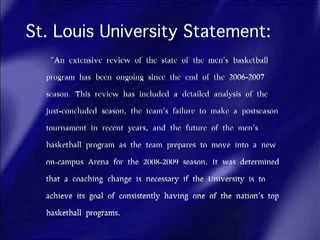 St. Louis University Statement:
"An extensive review of the state of the men's basketball
program has been ongoing since the end of the 2006-2007
season. This review has included a detailed analysis of the
just-concluded season, the team's failure to make a postseason
tournament in recent years, and the future of the men's
basketball program as the team prepares to move into a new
on-campus Arena for the 2008-2009 season. It was determined
that a coaching change is necessary if the University is to
achieve its goal of consistently having one of the nation's top
basketball programs.